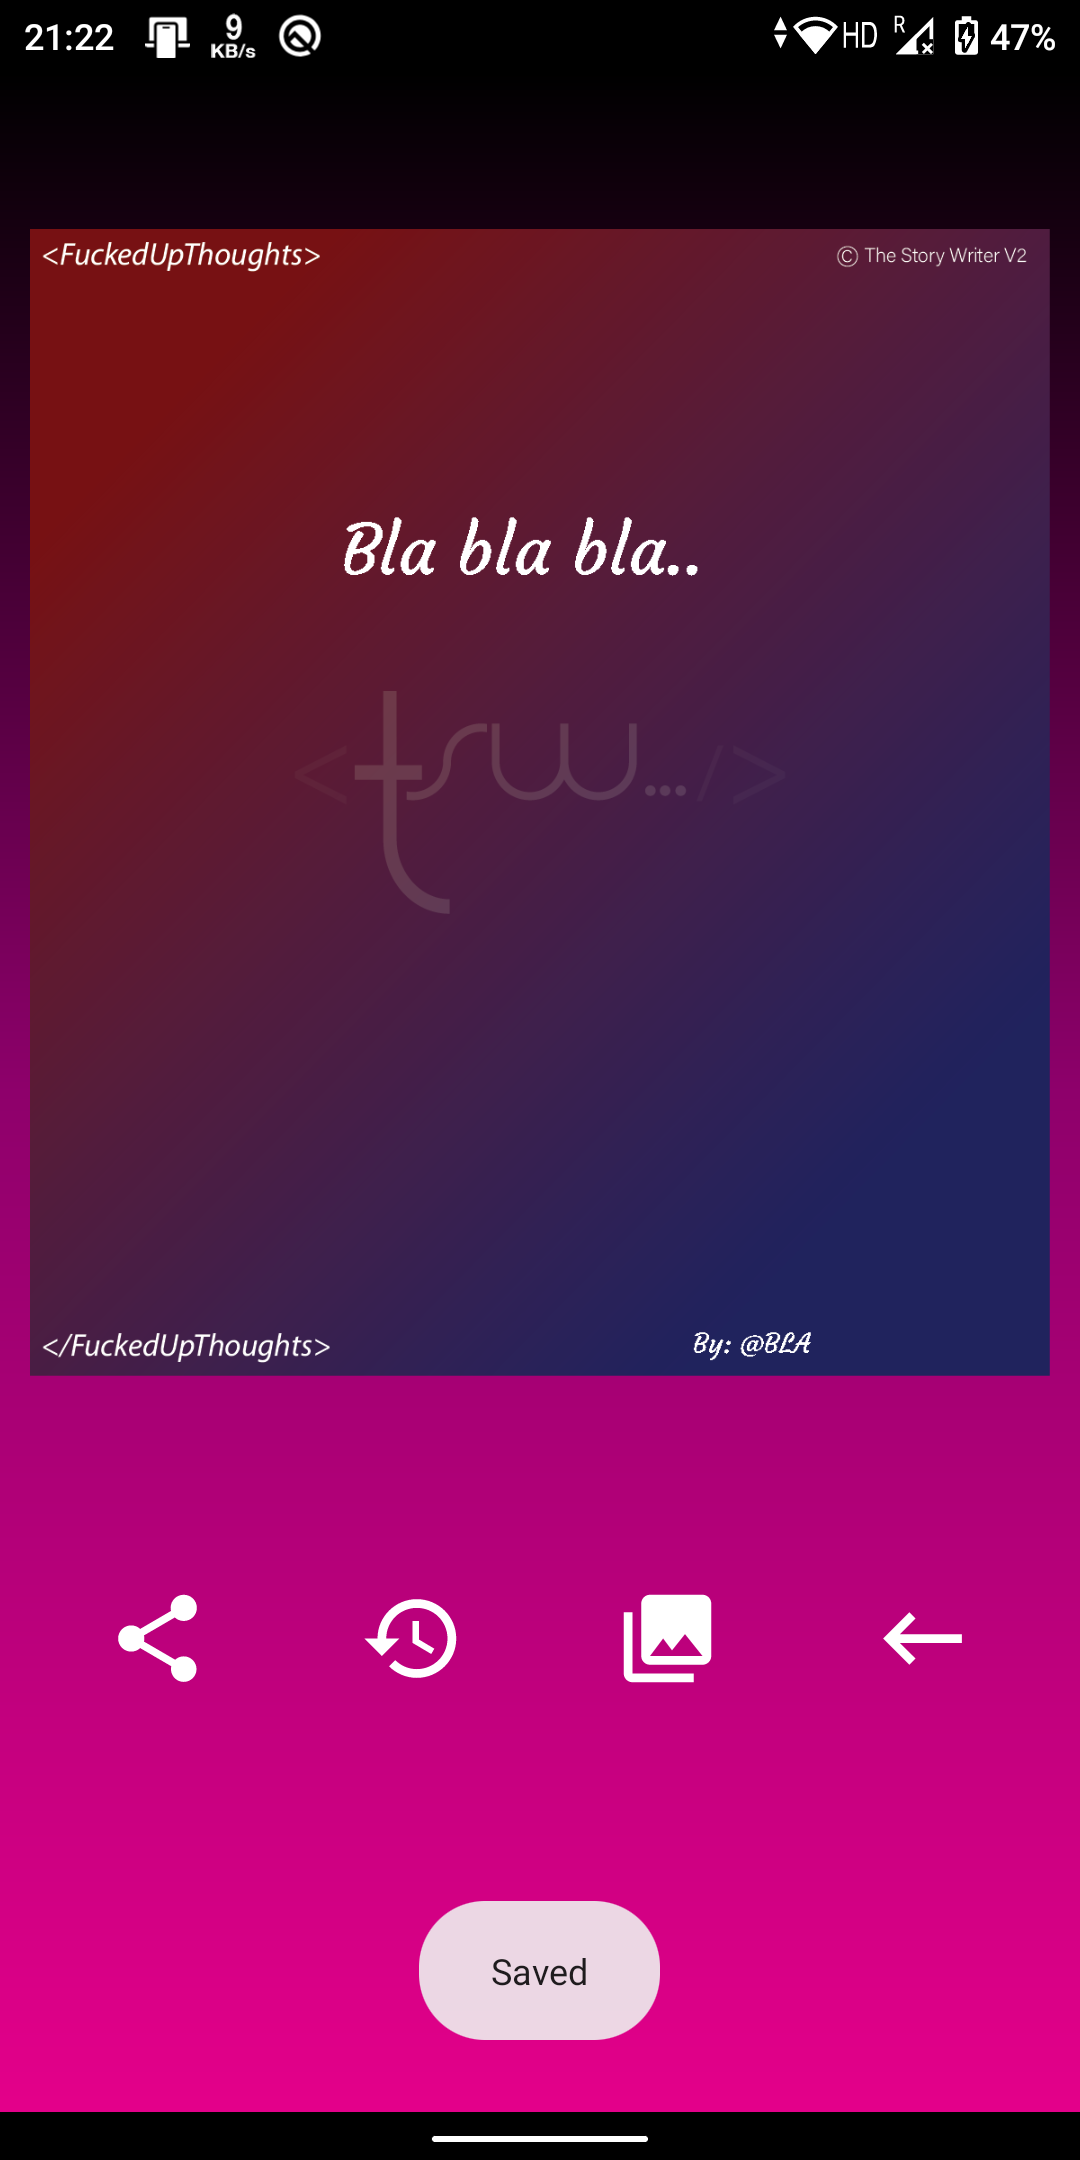 21:22 9 KB/s HD R 47%
<FuckedUpThoughts> © The Story Writer V2
Bla bla bla..
<tsw.../>
</FuckedUpThoughts> By: @BLA
Saved